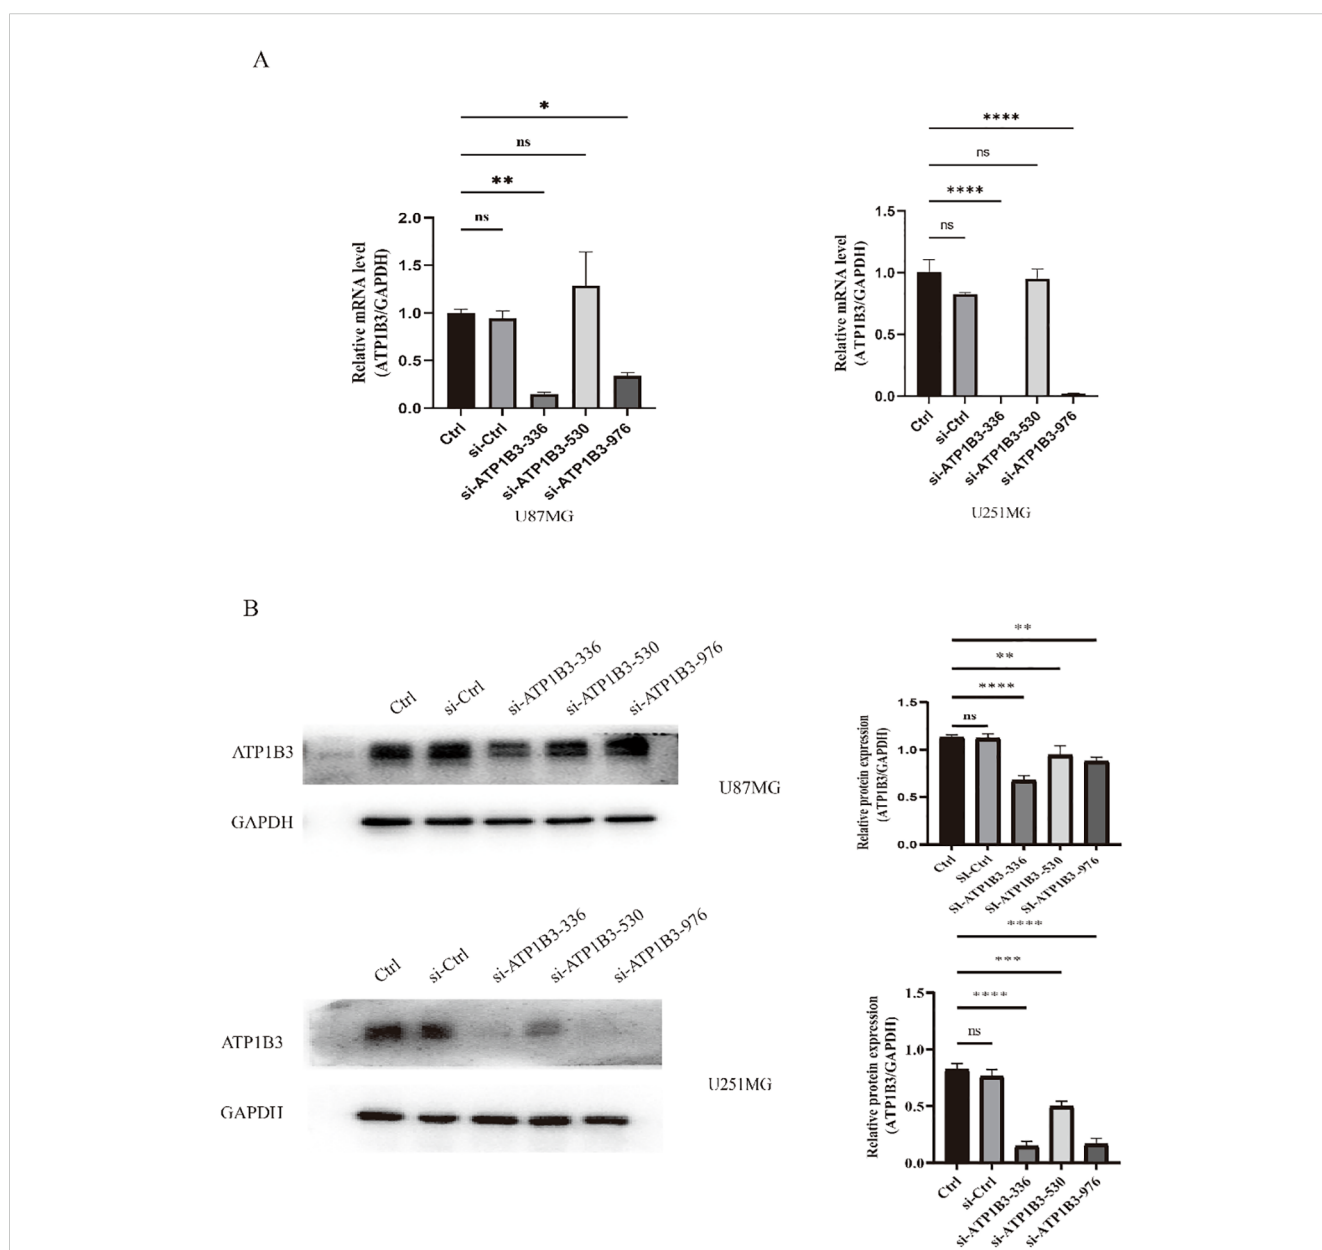 A
*
ns
**
ns
2.0
1.5
1.0
0.5
0.0
Relative mRNA level
(ATP1B3/GAPDH)
Ctrl
si-Ctrl
si-ATP1B3-336
si-ATP1B3-530
si-ATP1B3-976
U87MG
****
ns
****
ns
1.5
1.0
0.5
0.0
Relative mRNA level
(ATP1B3/GAPDH)
Ctrl
si-Ctrl
si-ATP1B3-336
si-ATP1B3-530
si-ATP1B3-976
U251MG
B
Ctrl
si-Ctrl
si-ATP1B3-336
si-ATP1B3-530
si-ATP1B3-976
ATP1B3
GAPDH
U87MG
**
**
****
ns
1.5
1.0
0.5
0.0
Relative protein expression
(ATP1B3/GAPDH)
Ctrl
Si-Ctrl
Si-ATP1B3-336
Si-ATP1B3-530
Si-ATP1B3-976
Ctrl
si-Ctrl
si-ATP1B3-336
si-ATP1B3-530
si-ATP1B3-976
ATP1B3
GAPDH
U251MG
****
***
****
ns
1.5
1.0
0.5
0.0
Relative protein expression
(ATP1B3/GAPDH)
Ctrl
si-Ctrl
si-ATP1B3-336
si-ATP1B3-530
si-ATP1B3-976